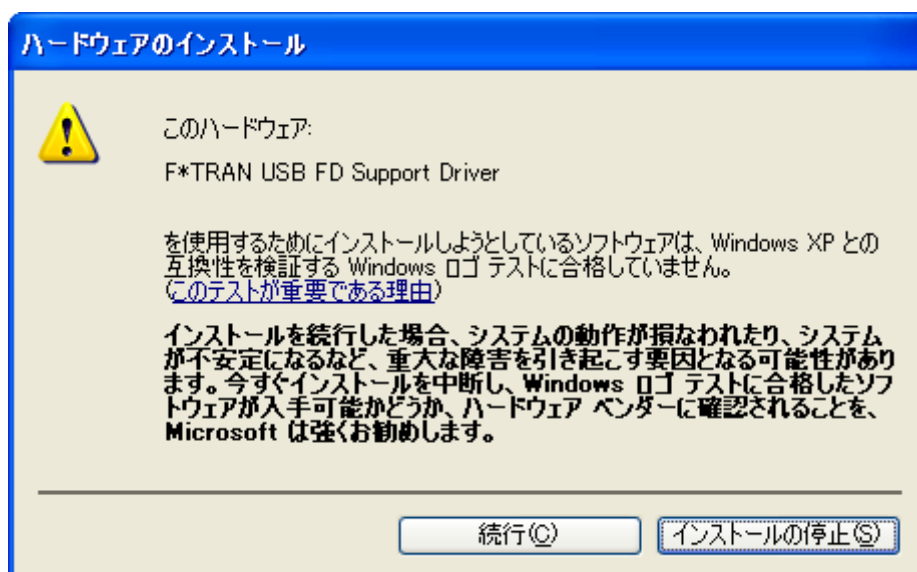 ハードウェアのインストール
このハードウェア:
F*TRAN USB FD Support Driver
を使用するためにインストールしようとしているソフトウェアは、Windows XP との
互換性を検証する Windows ロゴ テストに合格していません。
(このテストが重要である理由)
インストールを続行した場合、システムの動作が損なわれたり、システム
が不安定になるなど、重大な障害を引き起こす要因となる可能性があり
ます。今すぐインストールを中断し、Windows ロゴ テストに合格したソフ
トウェアが入手可能かどうか、ハードウェア ベンダーに確認されることを、
Microsoft は強くお勧めします。
続行(C)
インストールの停止(S)